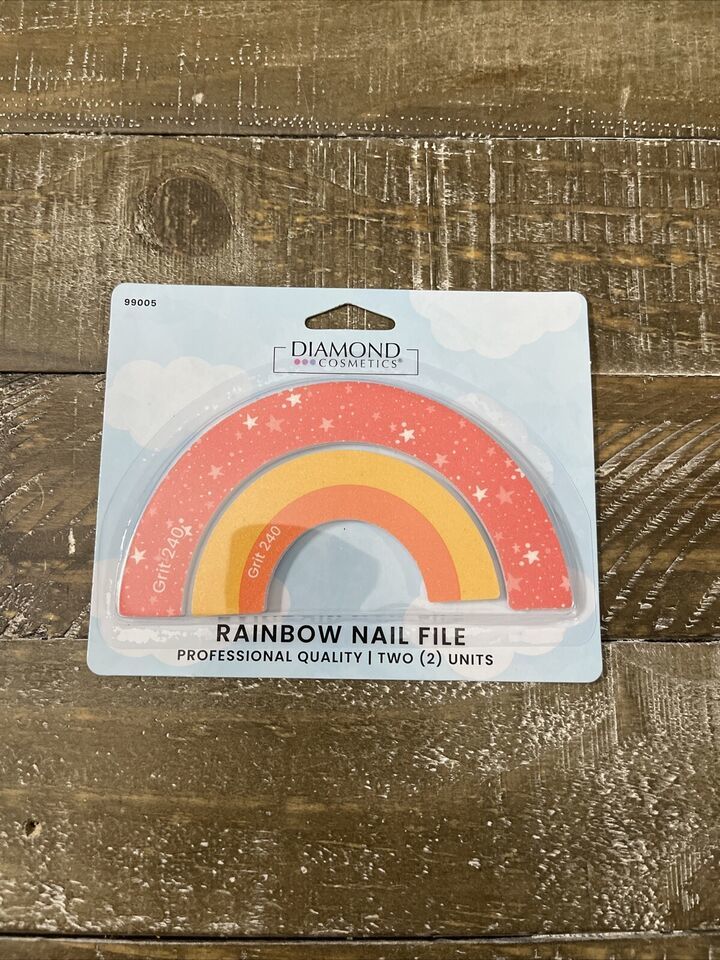 99005
DIAMOND
COSMETICS®
Grit 240
Grit 240
RAINBOW NAIL FILE
PROFESSIONAL QUALITY | TWO (2) UNITS